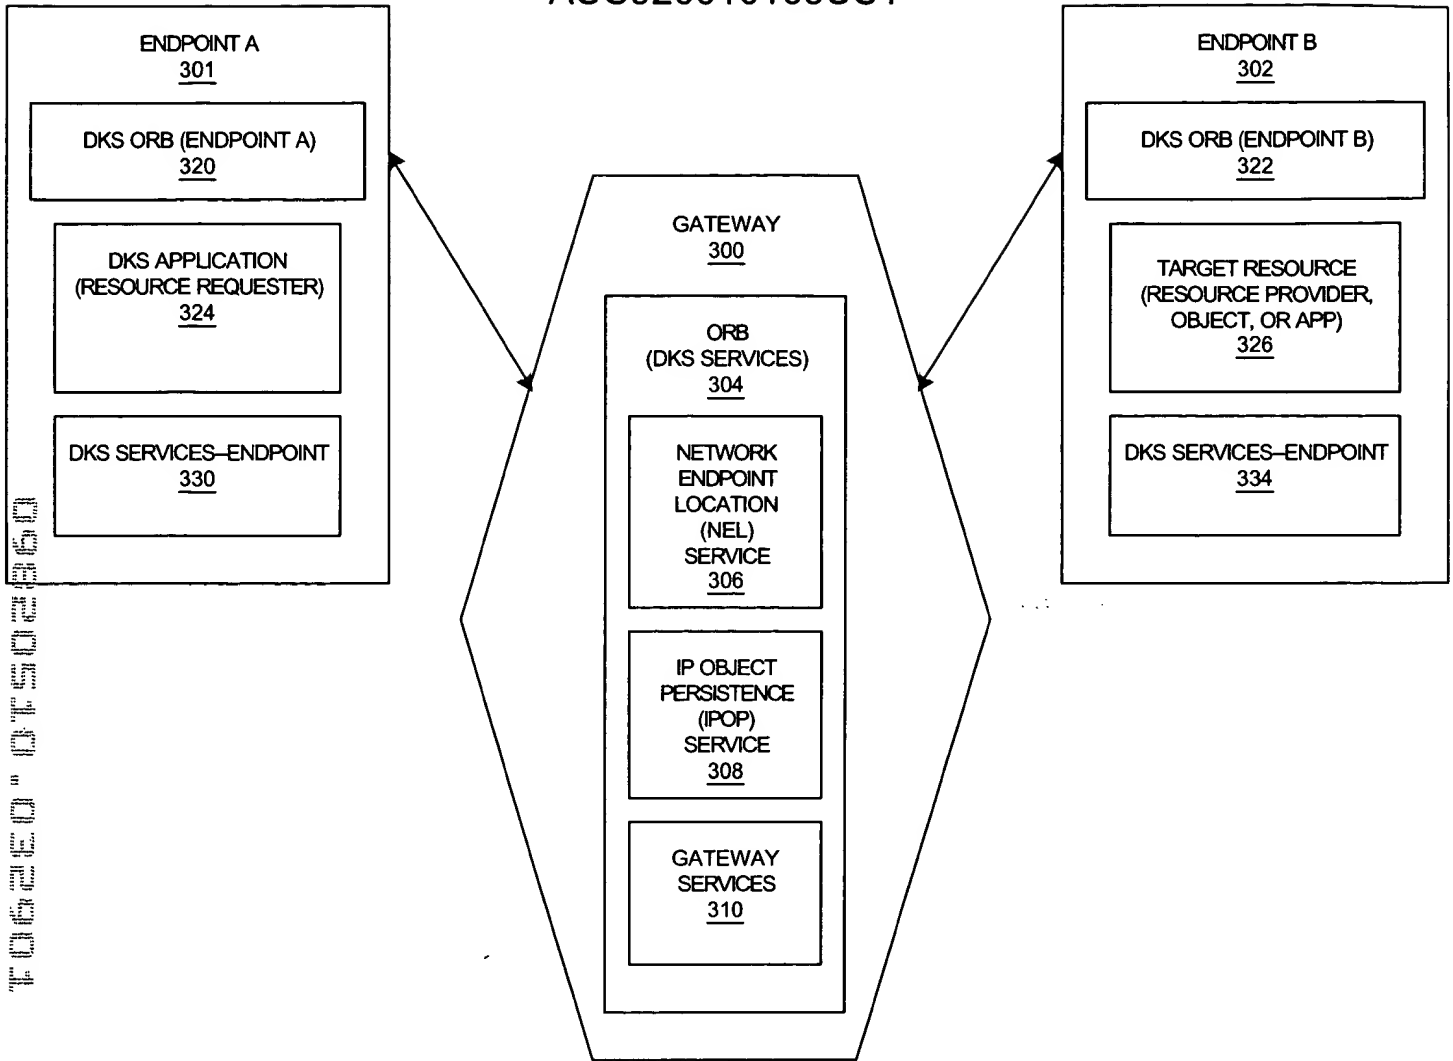 ENDPOINT A
301
DKS ORB (ENDPOINT A)
320
DKS APPLICATION
(RESOURCE REQUESTER)
324
DKS SERVICES–ENDPOINT
330
GATEWAY
300
ORB
(DKS SERVICES)
304
NETWORK
ENDPOINT
LOCATION
(NEL)
SERVICE
306
IP OBJECT
PERSISTENCE
(IPOP)
SERVICE
308
GATEWAY
SERVICES
310
ENDPOINT B
302
DKS ORB (ENDPOINT B)
322
TARGET RESOURCE
(RESOURCE PROVIDER,
OBJECT, OR APP)
326
DKS SERVICES–ENDPOINT
334